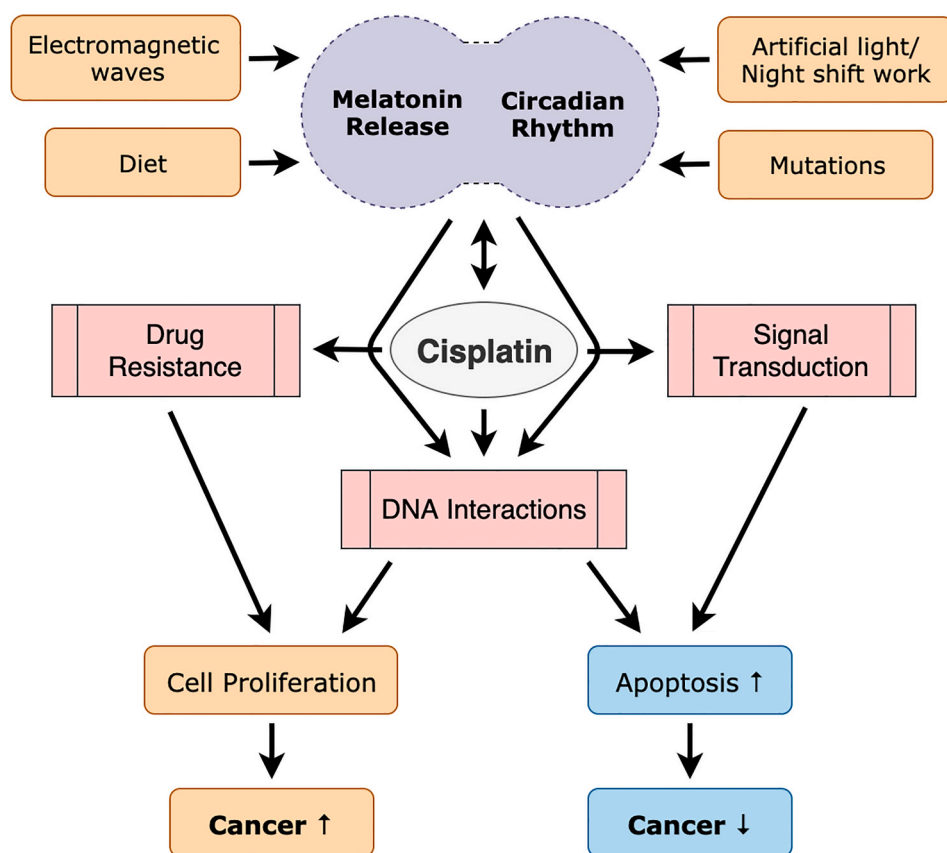 Electromagnetic
waves
Artificial light/
Night shift work
Melatonin
Release
Circadian
Rhythm
Diet
Mutations
Drug
Resistance
Cisplatin
Signal
Transduction
DNA Interactions
Cell Proliferation
Apoptosis ↑
Cancer ↑
Cancer ↓